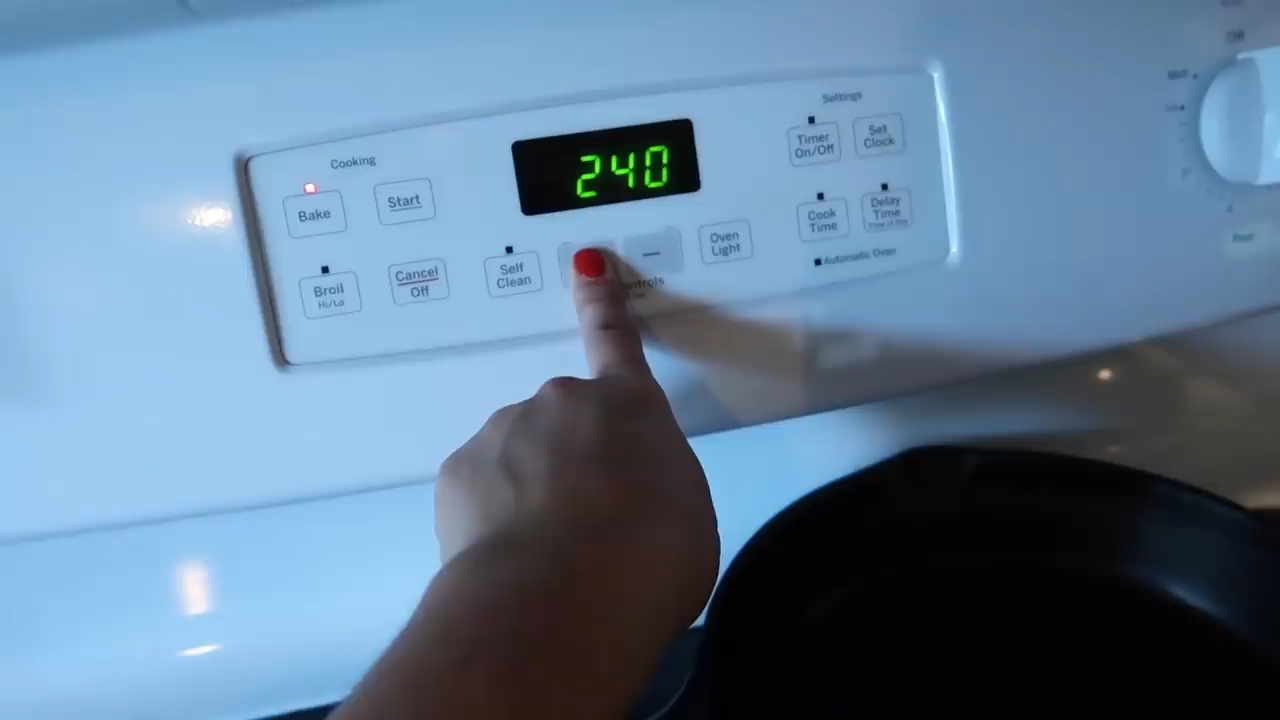 Cooking
Bake
Start
Broil
Hi/Lo
Cancel
Off
Self
Clean
240
−
Oven
Light
Settings
Timer
On/Off
Set
Clock
Cook
Time
Delay
Time
Automatic Oven